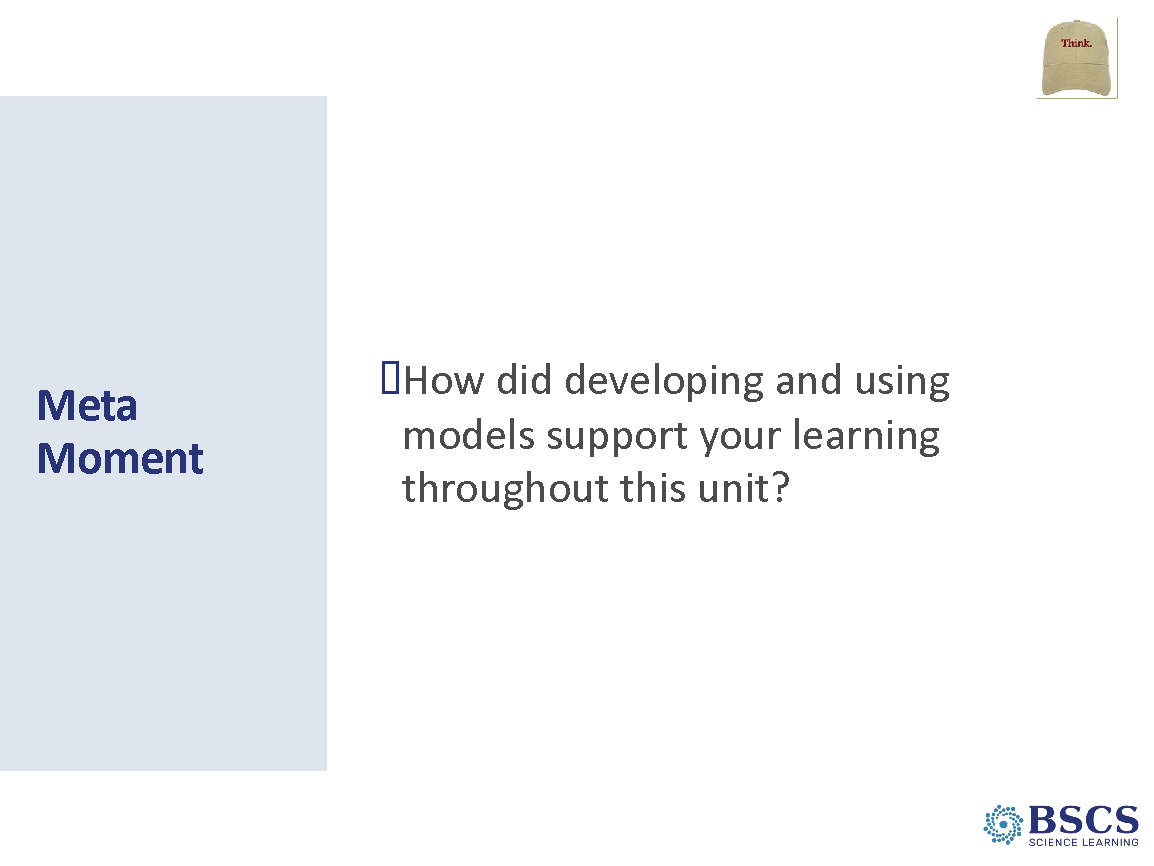 Think.
Meta
Moment
How did developing and using
models support your learning
throughout this unit?
BSCS
SCIENCE LEARNING